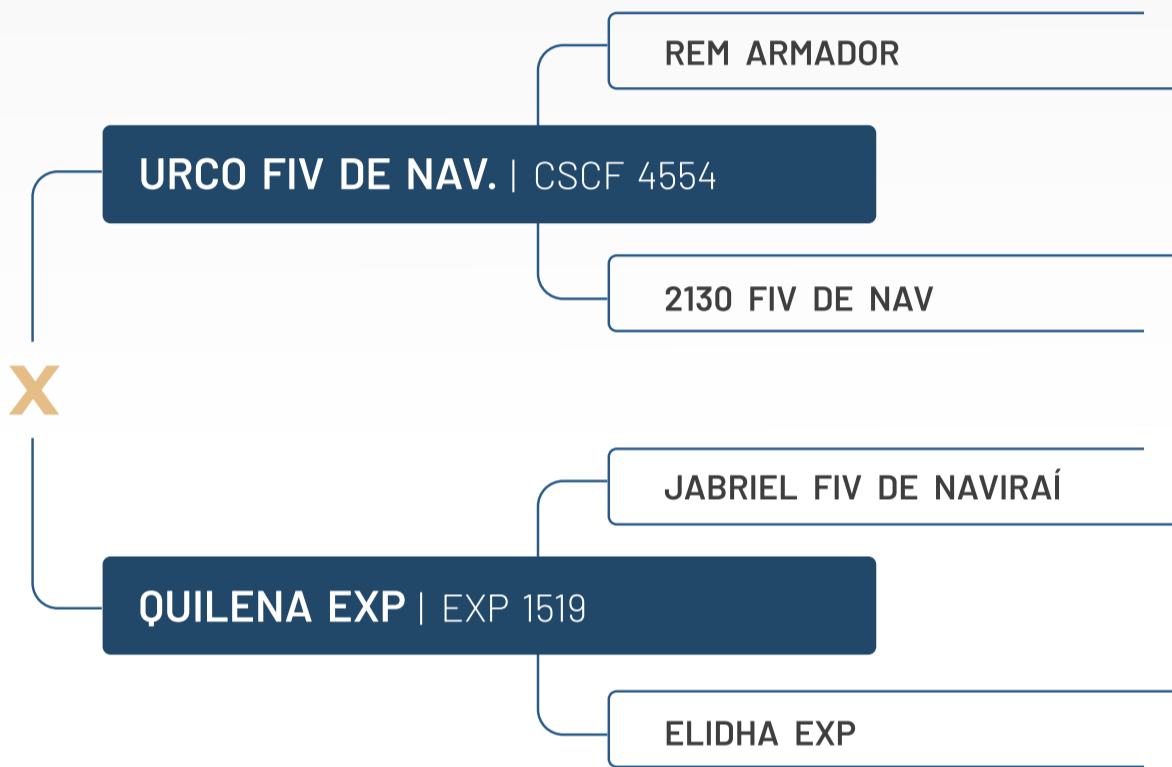 REM ARMADOR
URCO FIV DE NAV. | CSCF 4554
2130 FIV DE NAV
X
JABRIEL FIV DE NAVIRAÍ
QUILENA EXP | EXP 1519
ELIDHA EXP